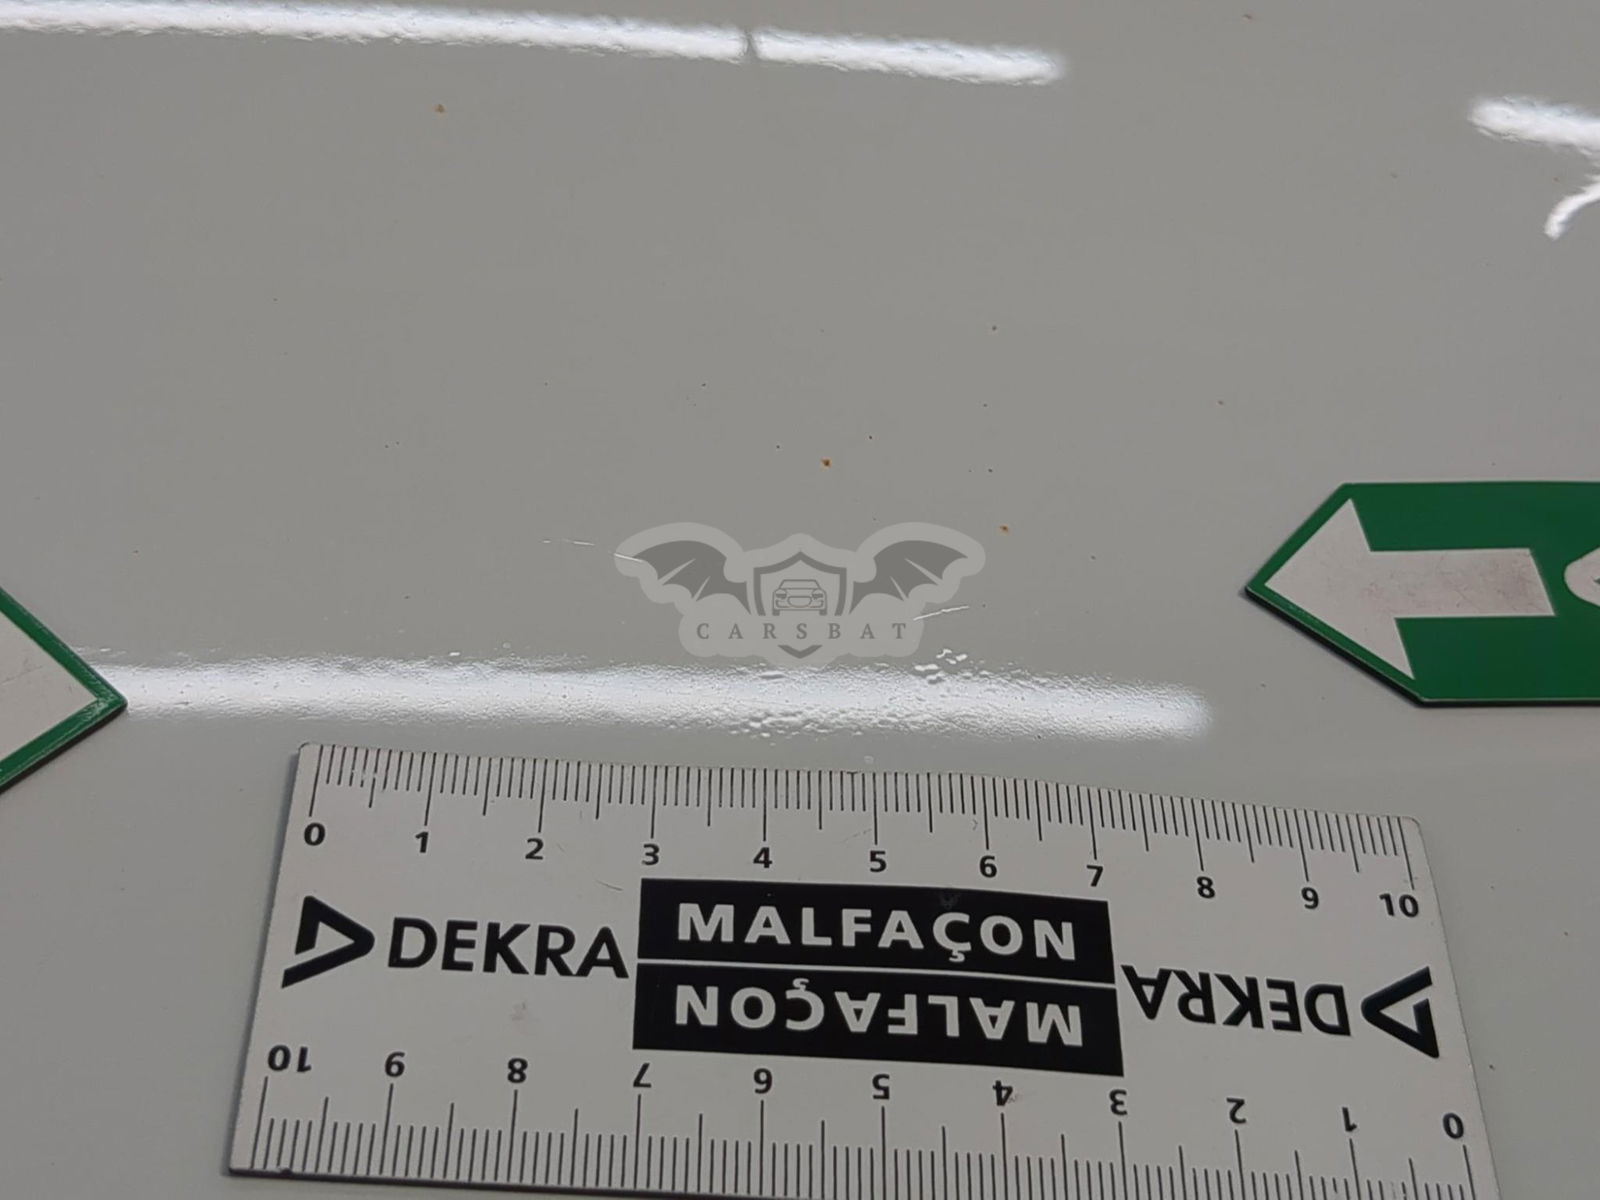 CARSBAT
0 1 2 3 4 5 6 7 8 9 10
DEKRA MALFAÇON DEKRA
MALFAÇON
10 9 8 7 6 5 4 3 2 1 0